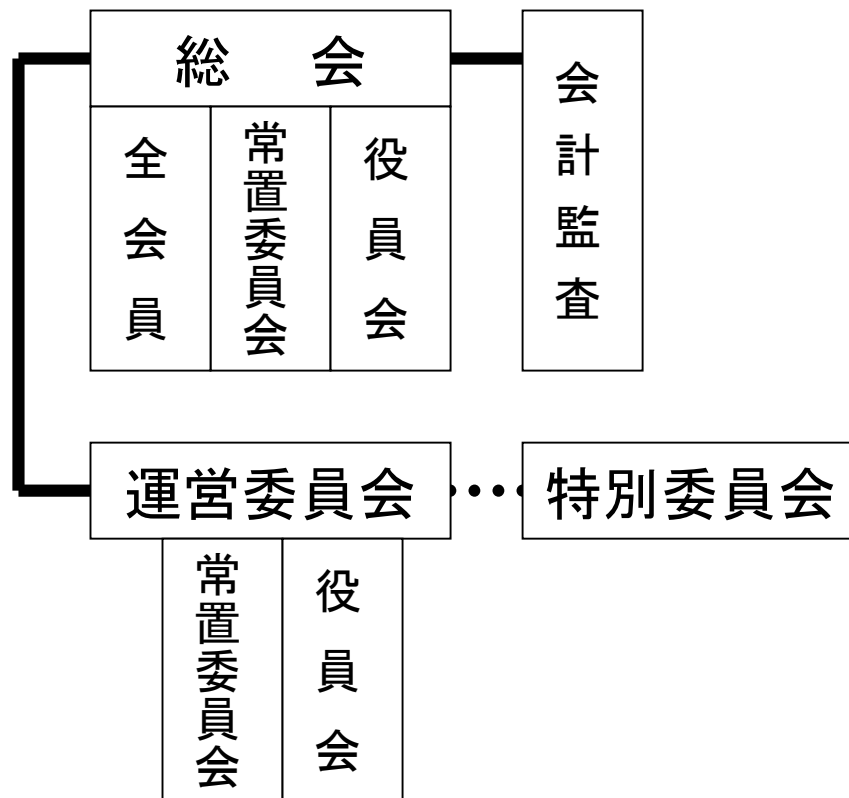 総　会
全会員
常置委員会
役員会
会計監査
運営委員会
特別委員会
常置委員会
役員会